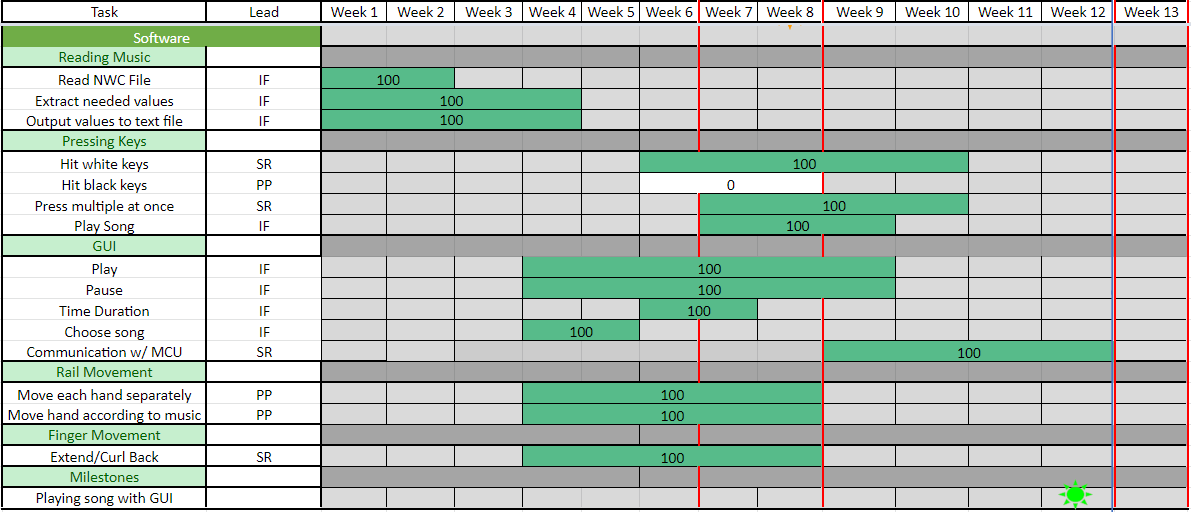 Task Lead Week 1 Week 2 Week 3 Week 4 Week 5 Week 6 Week 7 Week 8 Week 9 Week 10 Week 11 Week 12 Week 13
Software
Reading Music
Read NWC File IF 100
Extract needed values IF 100
Output values to text file IF 100
Pressing Keys
Hit white keys SR 100
Hit black keys PP 0
Press multiple at once SR 100
Play Song IF 100
GUI
Play IF 100
Pause IF 100
Time Duration IF 100
Choose song IF 100
Communication w/ MCU SR 100
Rail Movement
Move each hand separately PP 100
Move hand according to music PP 100
Finger Movement
Extend/Curl Back SR 100
Milestones
Playing song with GUI